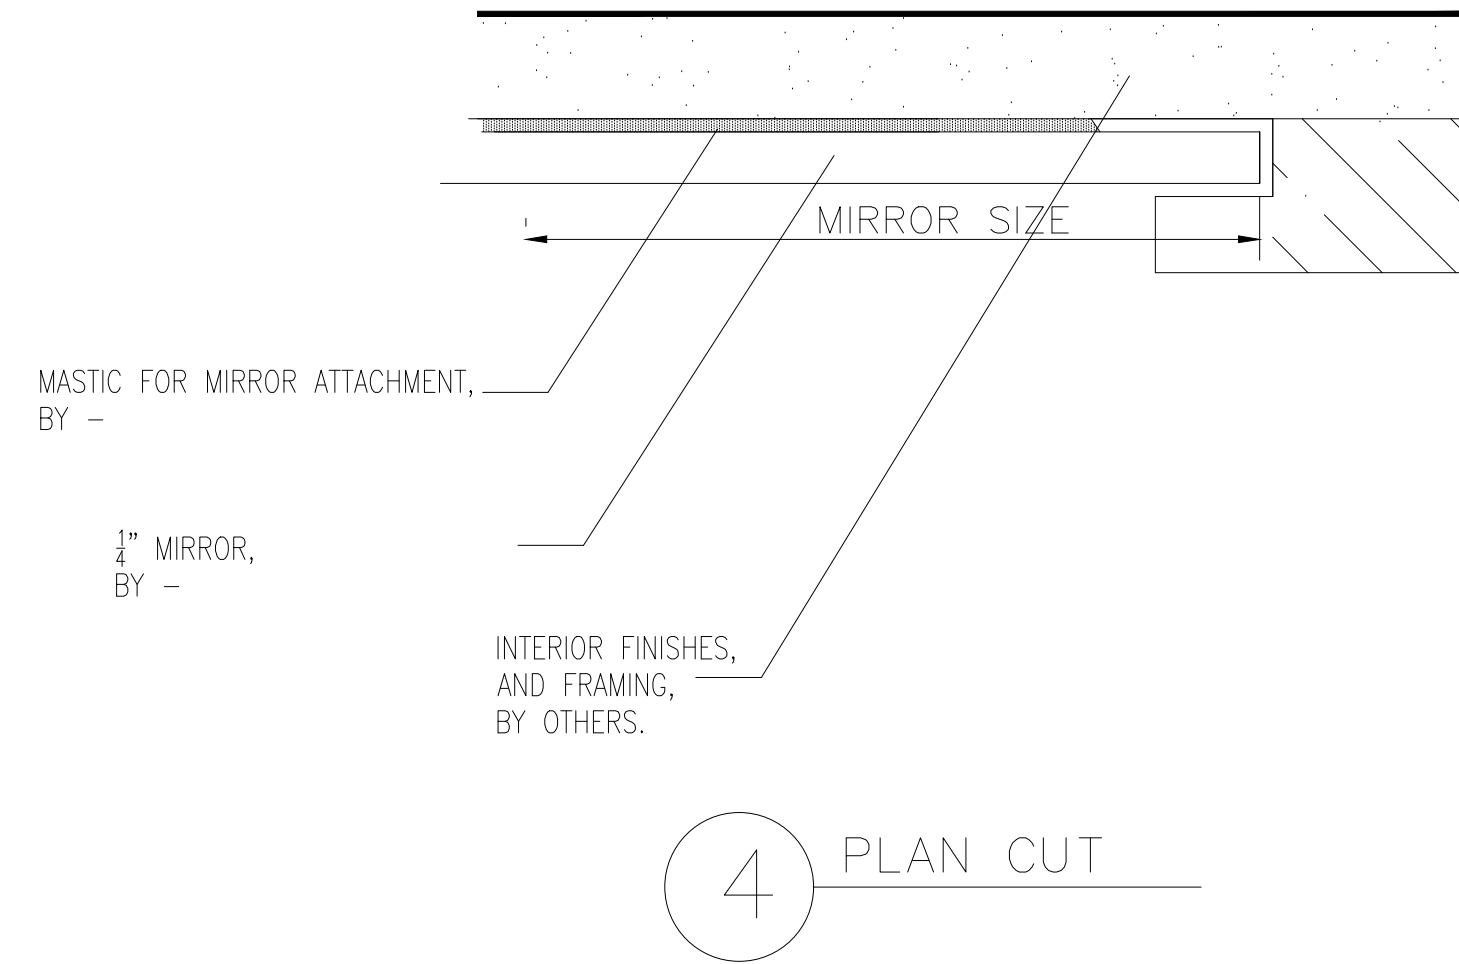 MIRROR SIZE
MASTIC FOR MIRROR ATTACHMENT,
BY –
1/4" MIRROR,
BY –
INTERIOR FINISHES,
AND FRAMING,
BY OTHERS.
4 PLAN CUT